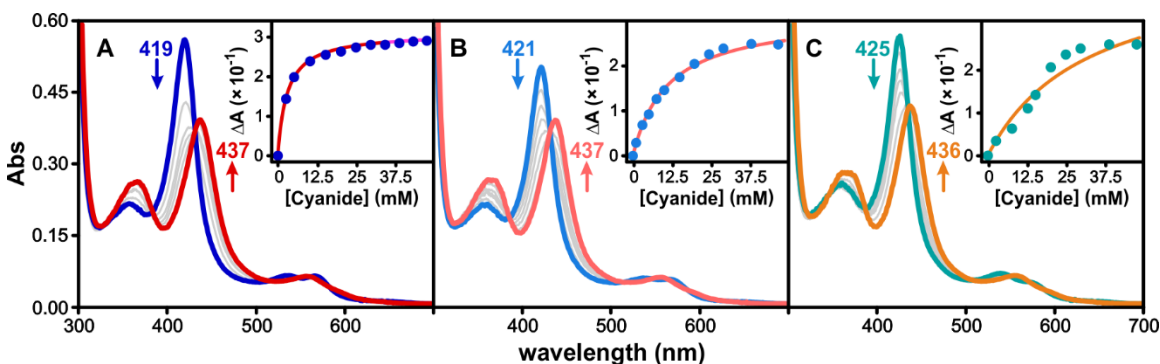 Abs
0.60
0.45
0.30
0.15
0.00
A
419
437
ΔA (× 10⁻¹)
3
2
1
0
12.5 25 37.5
[Cyanide] (mM)
300 400 500 600
B
421
437
ΔA (× 10⁻¹)
2
1
0
0 12.5 25 37.5
[Cyanide] (mM)
400 500 600
C
425
436
ΔA (× 10⁻¹)
2
1
0
0 12.5 25 37.5
[Cyanide] (mM)
400 500 600 700
wavelength (nm)